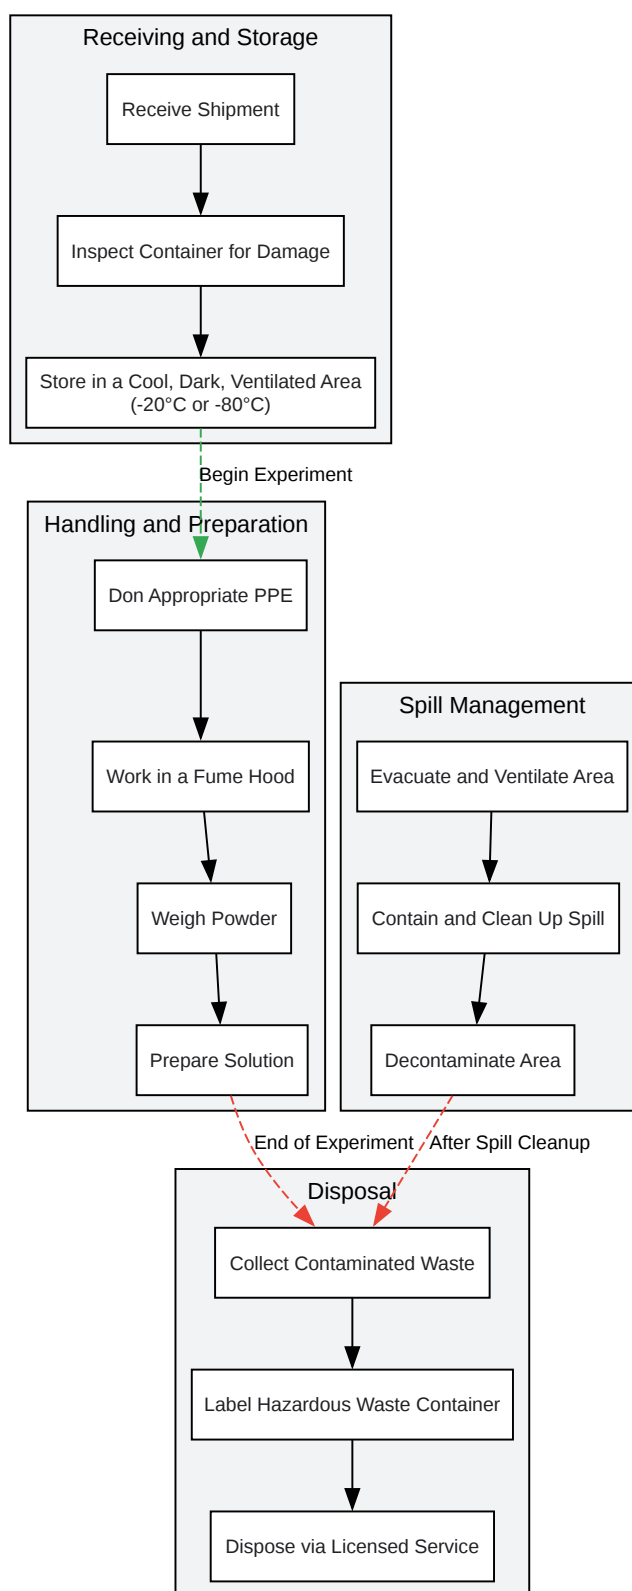 Receiving and Storage
Receive Shipment
Inspect Container for Damage
Store in a Cool, Dark, Ventilated Area
(-20°C or -80°C)
Begin Experiment
Handling and Preparation
Don Appropriate PPE
Work in a Fume Hood
Weigh Powder
Prepare Solution
Spill Management
Evacuate and Ventilate Area
Contain and Clean Up Spill
Decontaminate Area
End of Experiment
After Spill Cleanup
Disposal
Collect Contaminated Waste
Label Hazardous Waste Container
Dispose via Licensed Service